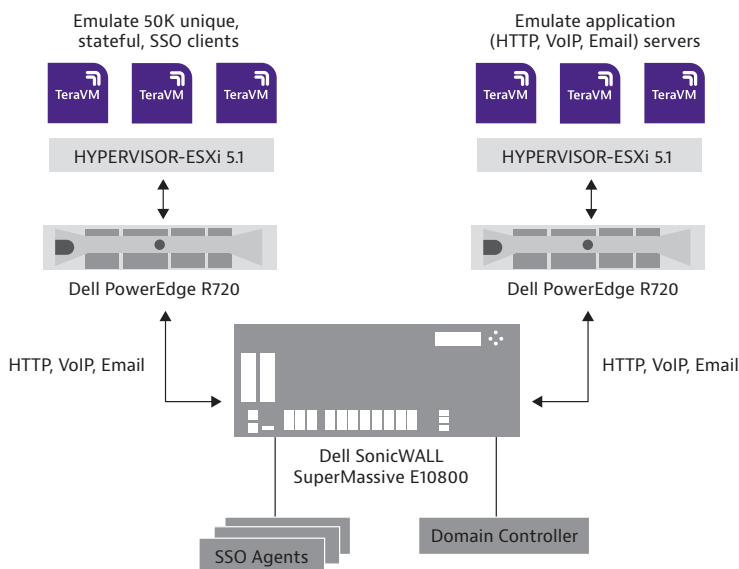 Emulate 50K unique,
stateful, SSO clients
TeraVM
TeraVM
TeraVM
HYPERVISOR-ESXi 5.1
Dell PowerEdge R720
HTTP, VoIP, Email
Emulate application
(HTTP, VoIP, Email) servers
TeraVM
TeraVM
TeraVM
HYPERVISOR-ESXi 5.1
Dell PowerEdge R720
HTTP, VoIP, Email
Dell SonicWALL
SuperMassive E10800
SSO Agents
Domain Controller